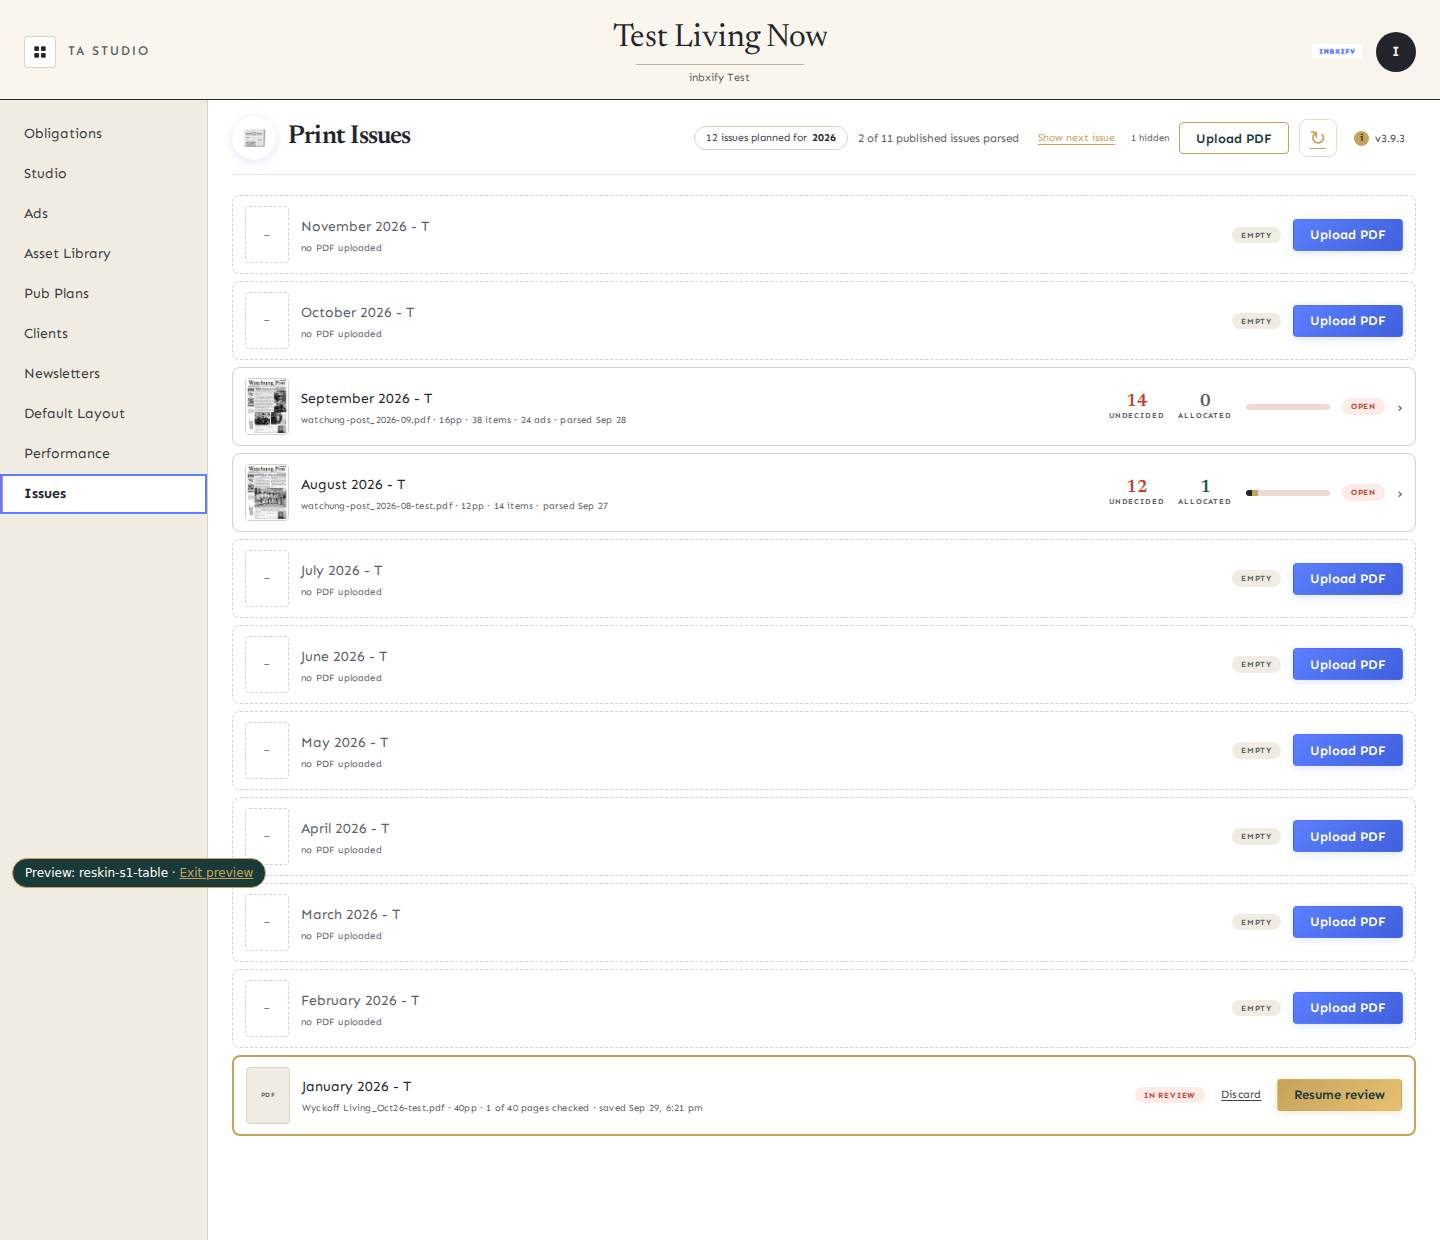 TA STUDIO
Test Living Now
inbxify Test
INBXIFY
I
Obligations
Studio
Ads
Asset Library
Pub Plans
Clients
Newsletters
Default Layout
Performance
Issues
Print Issues
12 issues planned for 2026
2 of 11 published issues parsed
Show next issue
1 hidden
Upload PDF
↻
i
v3.9.3
–
November 2026 - T
no PDF uploaded
EMPTY
Upload PDF
–
October 2026 - T
no PDF uploaded
EMPTY
Upload PDF
Watchung Post
September 2026 - T
watchung-post_2026-09.pdf · 16pp · 38 items · 24 ads · parsed Sep 28
14
UNDECIDED
0
ALLOCATED
OPEN
›
Watchung Post
August 2026 - T
watchung-post_2026-08-test.pdf · 12pp · 14 items · parsed Sep 27
12
UNDECIDED
1
ALLOCATED
OPEN
›
–
July 2026 - T
no PDF uploaded
EMPTY
Upload PDF
–
June 2026 - T
no PDF uploaded
EMPTY
Upload PDF
–
May 2026 - T
no PDF uploaded
EMPTY
Upload PDF
–
April 2026 - T
no PDF uploaded
EMPTY
Upload PDF
Preview: reskin-s1-table · Exit preview
–
March 2026 - T
no PDF uploaded
EMPTY
Upload PDF
–
February 2026 - T
no PDF uploaded
EMPTY
Upload PDF
PDF
January 2026 - T
Wyckoff Living_Oct26-test.pdf · 40pp · 1 of 40 pages checked · saved Sep 29, 6:21 pm
IN REVIEW
Discard
Resume review